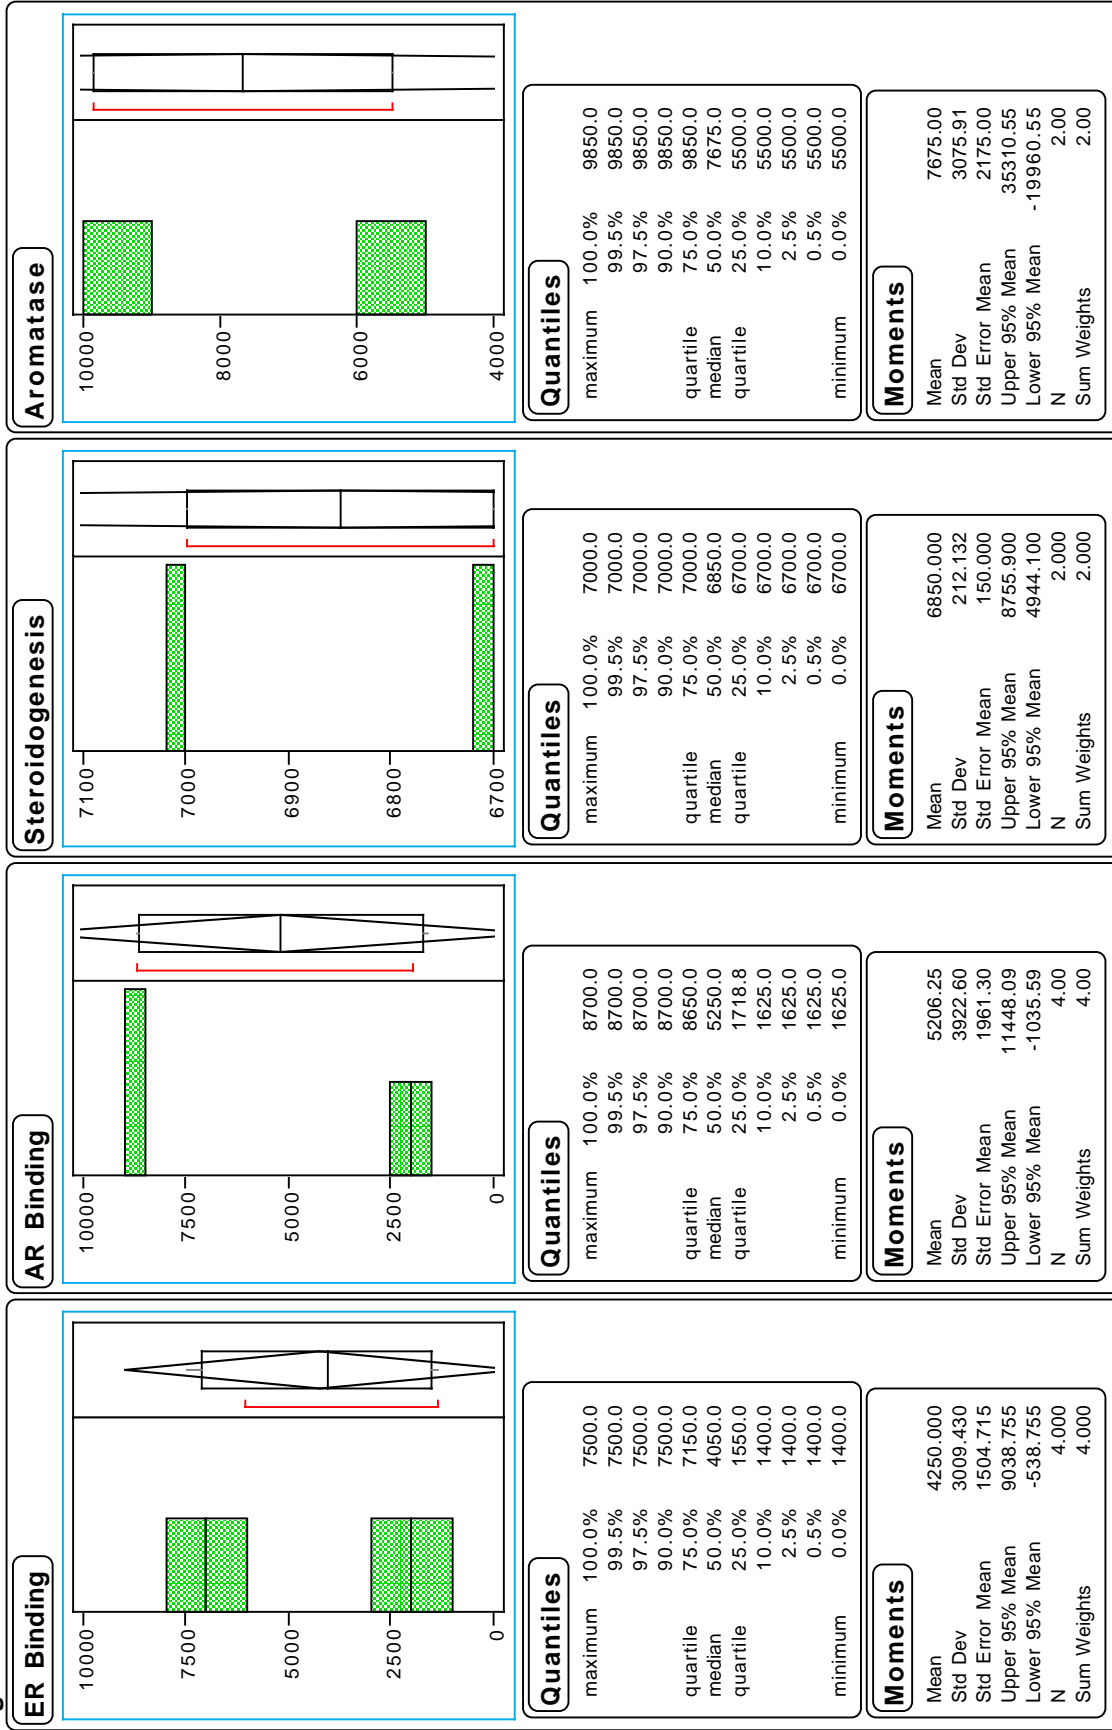 ER Binding
10000
7500
5000
2500
0
Quantiles
maximum 100.0% 7500.0
99.5% 7500.0
97.5% 7500.0
90.0% 7500.0
quartile 75.0% 7150.0
median 50.0% 4050.0
quartile 25.0% 1550.0
10.0% 1400.0
2.5% 1400.0
0.5% 1400.0
minimum 0.0% 1400.0
Moments
Mean 4250.000
Std Dev 3009.430
Std Error Mean 1504.715
Upper 95% Mean 9038.755
Lower 95% Mean -538.755
N 4.000
Sum Weights 4.000
AR Binding
10000
7500
5000
2500
0
Quantiles
maximum 100.0% 8700.0
99.5% 8700.0
97.5% 8700.0
90.0% 8700.0
quartile 75.0% 8650.0
median 50.0% 5250.0
quartile 25.0% 1718.8
10.0% 1625.0
2.5% 1625.0
0.5% 1625.0
minimum 0.0% 1625.0
Moments
Mean 5206.25
Std Dev 3922.60
Std Error Mean 1961.30
Upper 95% Mean 11448.09
Lower 95% Mean -1035.59
N 4.00
Sum Weights 4.00
Steroidogenesis
7100
7000
6900
6800
6700
Quantiles
maximum 100.0% 7000.0
99.5% 7000.0
97.5% 7000.0
90.0% 7000.0
quartile 75.0% 7000.0
median 50.0% 6850.0
quartile 25.0% 6700.0
10.0% 6700.0
2.5% 6700.0
0.5% 6700.0
minimum 0.0% 6700.0
Moments
Mean 6850.000
Std Dev 212.132
Std Error Mean 150.000
Upper 95% Mean 8755.900
Lower 95% Mean 4944.100
N 2.000
Sum Weights 2.000
Aromatase
10000
8000
6000
4000
Quantiles
maximum 100.0% 9850.0
99.5% 9850.0
97.5% 9850.0
90.0% 9850.0
quartile 75.0% 9850.0
median 50.0% 7675.0
quartile 25.0% 5500.0
10.0% 5500.0
2.5% 5500.0
0.5% 5500.0
minimum 0.0% 5500.0
Moments
Mean 7675.00
Std Dev 3075.91
Std Error Mean 2175.00
Upper 95% Mean 35310.55
Lower 95% Mean -19960.55
N 2.00
Sum Weights 2.00